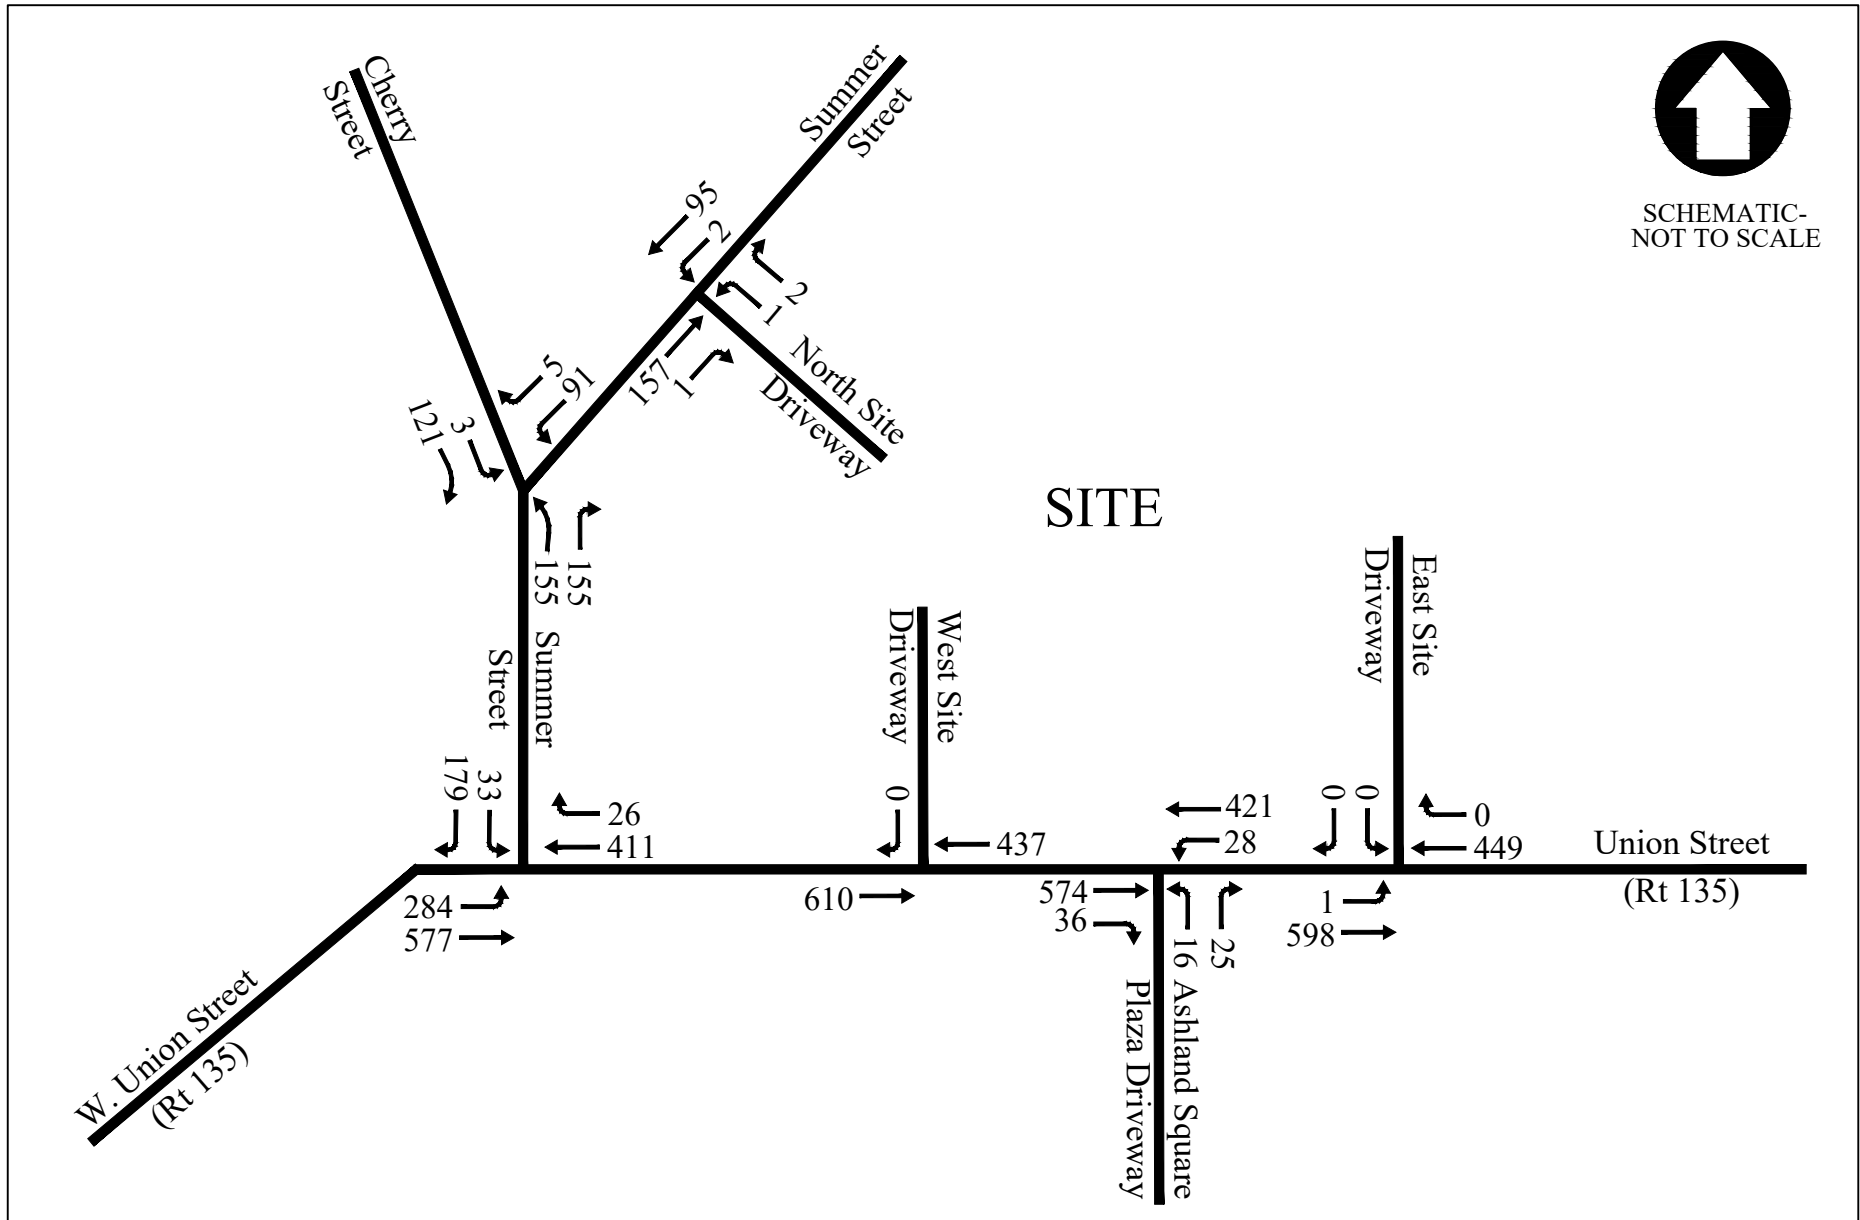 Cherry
Street
Summer
Street
SCHEMATIC-
NOT TO SCALE
95
2
2
1
157
1
North Site
Driveway
5
91
3
121
155
155
SITE
Summer
Street
West Site
Driveway
East Site
Driveway
179
33
26
411
0
437
421
28
0
0
0
449
Union Street
(Rt 135)
284
577
610
574
36
16
25
1
598
Ashland Square
Plaza Driveway
W. Union Street
(Rt 135)